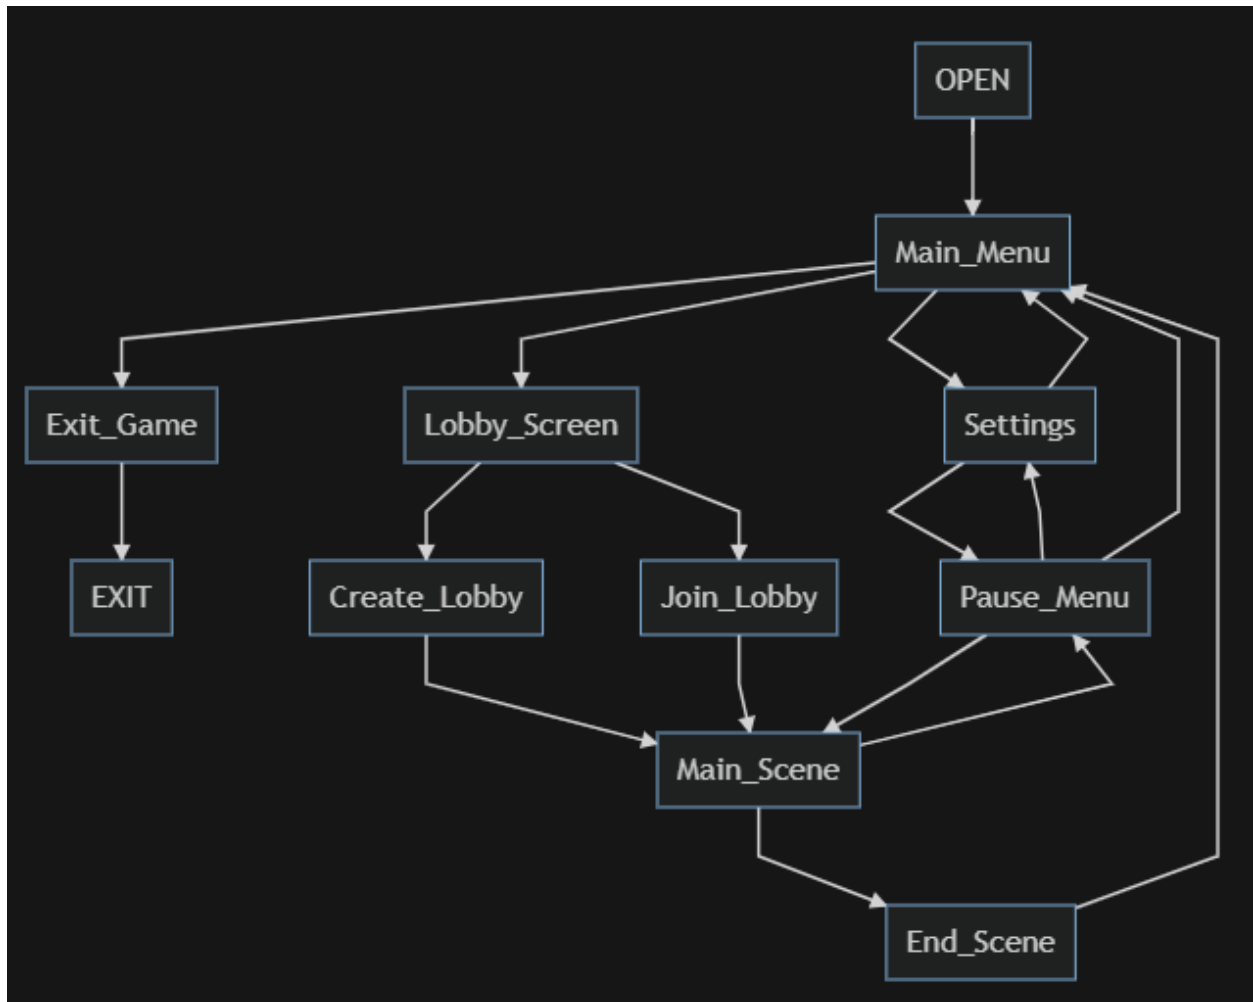 OPEN
Main_Menu
Exit_Game
Lobby_Screen
Settings
EXIT
Create_Lobby
Join_Lobby
Pause_Menu
Main_Scene
End_Scene